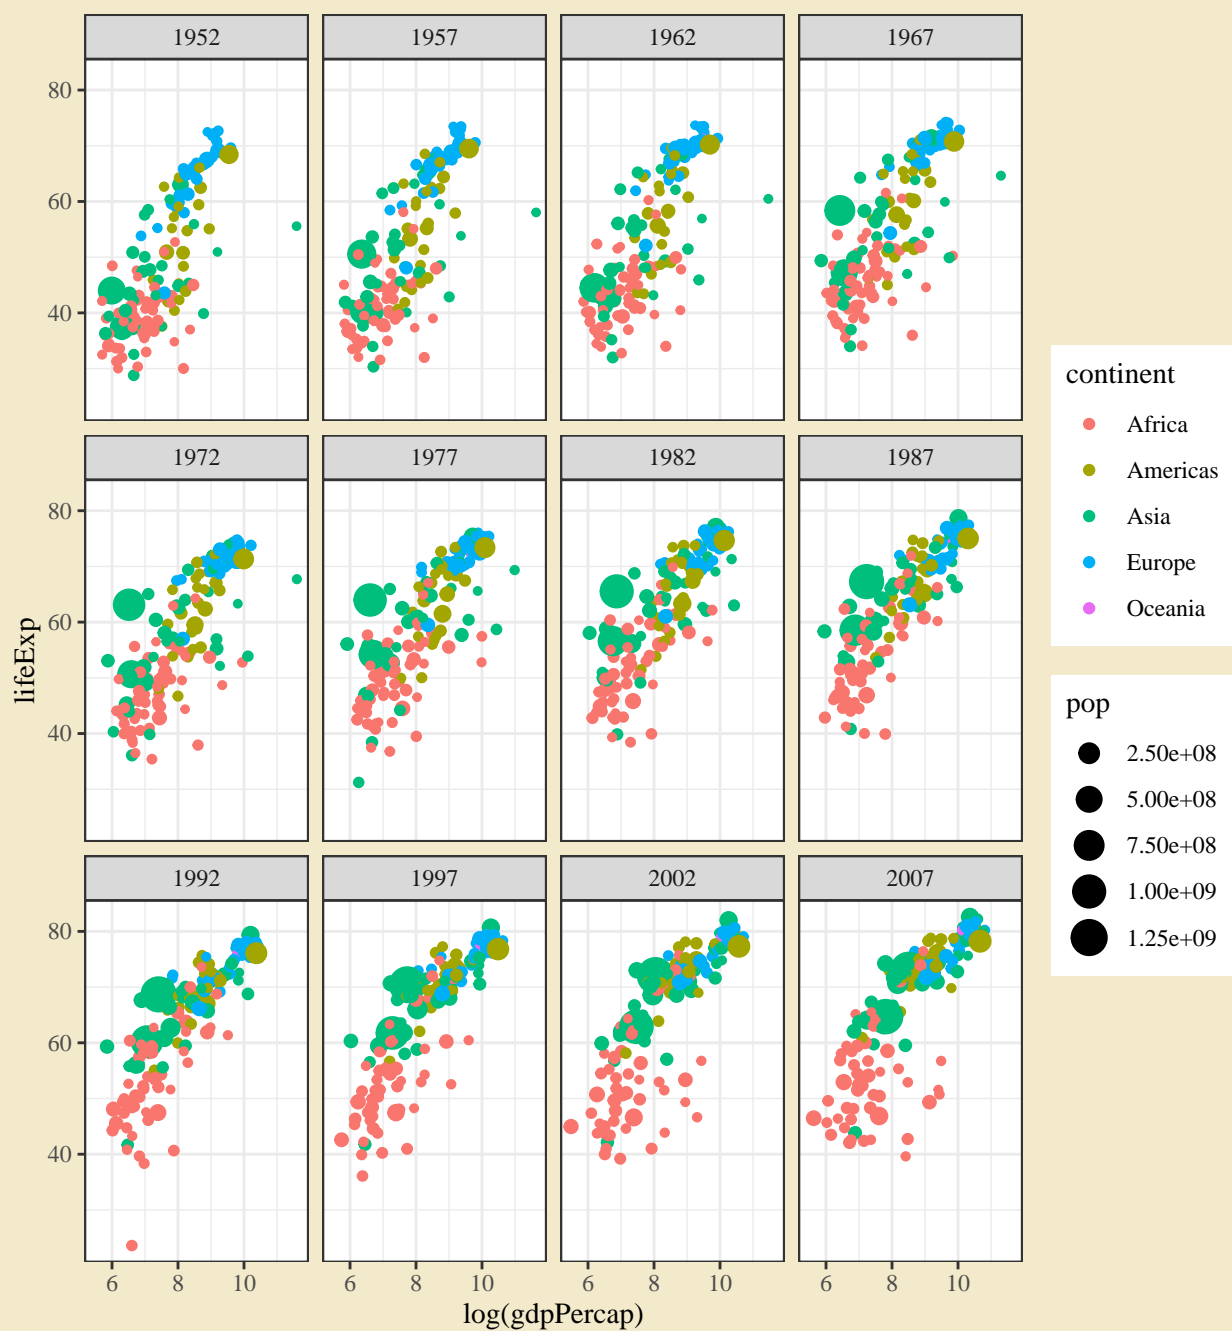 1952 1957 1962 1967
80
60
40
1972 1977 1982 1987
80
60
40
1992 1997 2002 2007
80
60
40
6 8 10 6 8 10 6 8 10 6 8 10
log(gdpPercap)
lifeExp
continent
Africa
Americas
Asia
Europe
Oceania
pop
2.50e+08
5.00e+08
7.50e+08
1.00e+09
1.25e+09